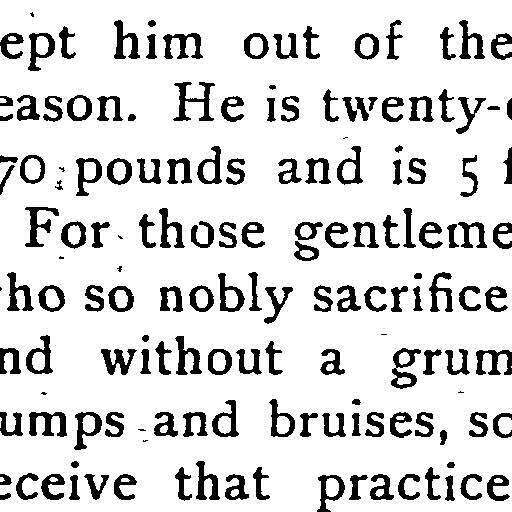 ept him out of the
eason. He is twenty-
70 pounds and is 5 f
For those gentleme
ho so nobly sacrifice
nd without a grum
umps and bruises, so
eceive that practice